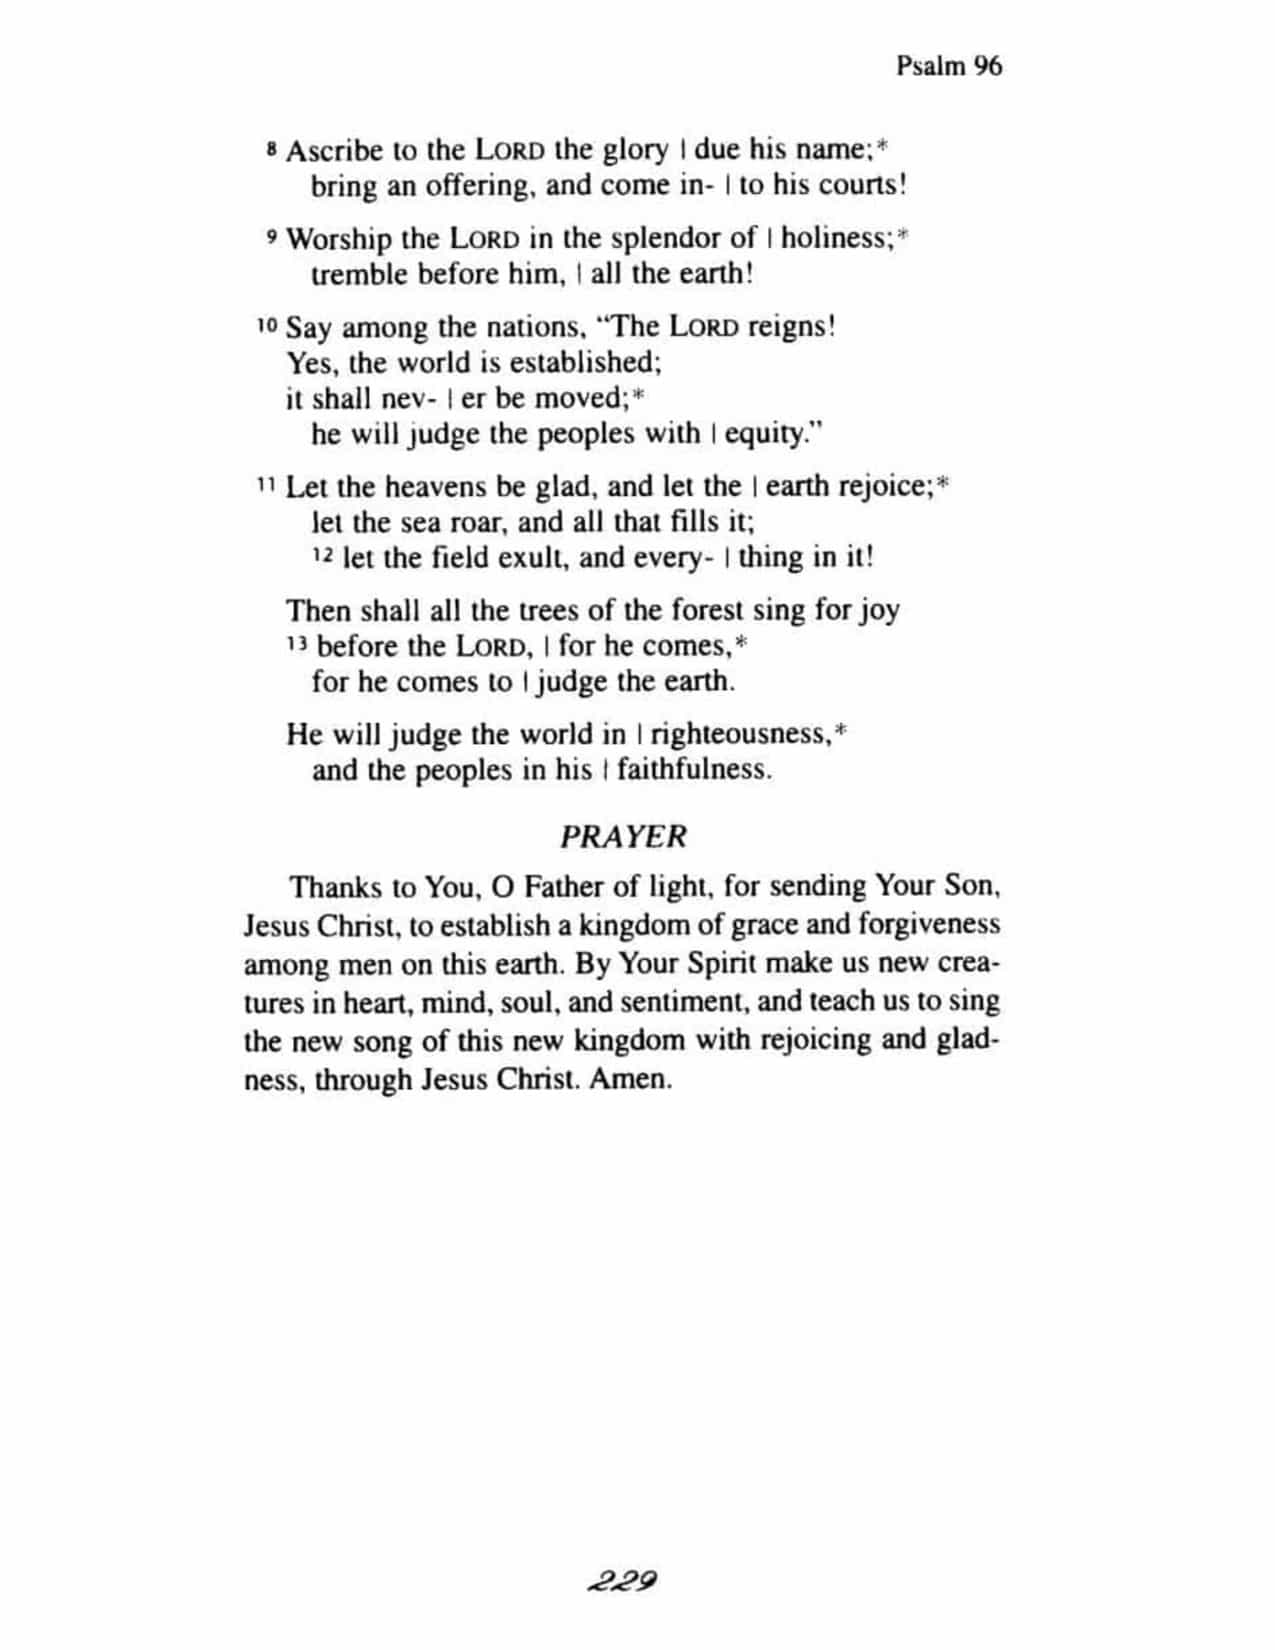 Psalm 96
8 Ascribe to the LORD the glory | due his name;*
bring an offering, and come in- | to his courts!
9 Worship the LORD in the splendor of | holiness;*
tremble before him, | all the earth!
10 Say among the nations, “The LORD reigns!
Yes, the world is established;
it shall nev- | er be moved;*
he will judge the peoples with | equity.”
11 Let the heavens be glad, and let the | earth rejoice;*
let the sea roar, and all that fills it;
12 let the field exult, and every- | thing in it!
Then shall all the trees of the forest sing for joy
13 before the LORD, | for he comes,*
for he comes to | judge the earth.
He will judge the world in | righteousness,*
and the peoples in his | faithfulness.
PRAYER
Thanks to You, O Father of light, for sending Your Son,
Jesus Christ, to establish a kingdom of grace and forgiveness
among men on this earth. By Your Spirit make us new crea-
tures in heart, mind, soul, and sentiment, and teach us to sing
the new song of this new kingdom with rejoicing and glad-
ness, through Jesus Christ. Amen.
229